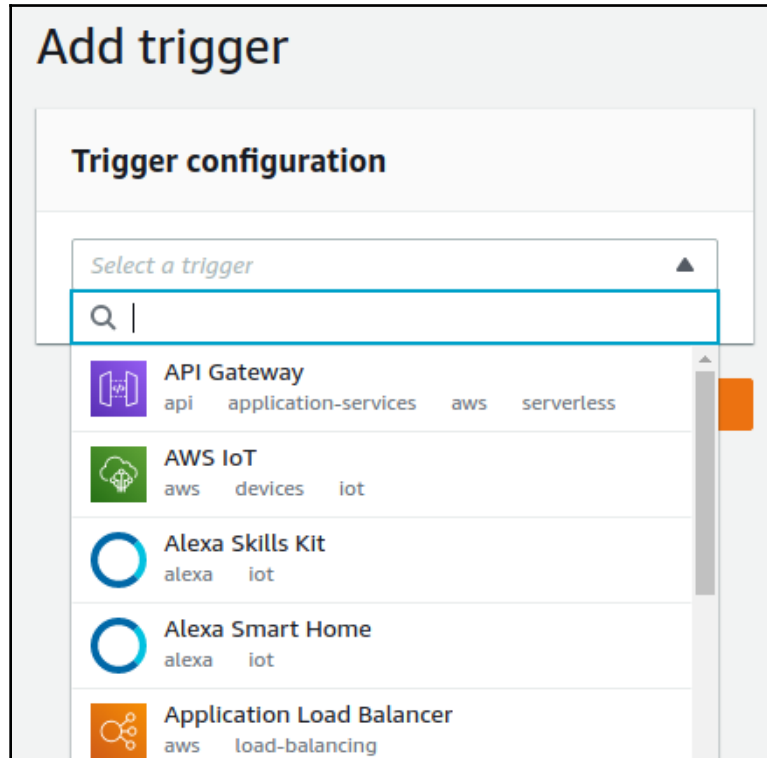 Add trigger
Trigger configuration
Select a trigger
API Gateway
api application-services aws serverless
AWS IoT
aws devices iot
Alexa Skills Kit
alexa iot
Alexa Smart Home
alexa iot
Application Load Balancer
aws load-balancing